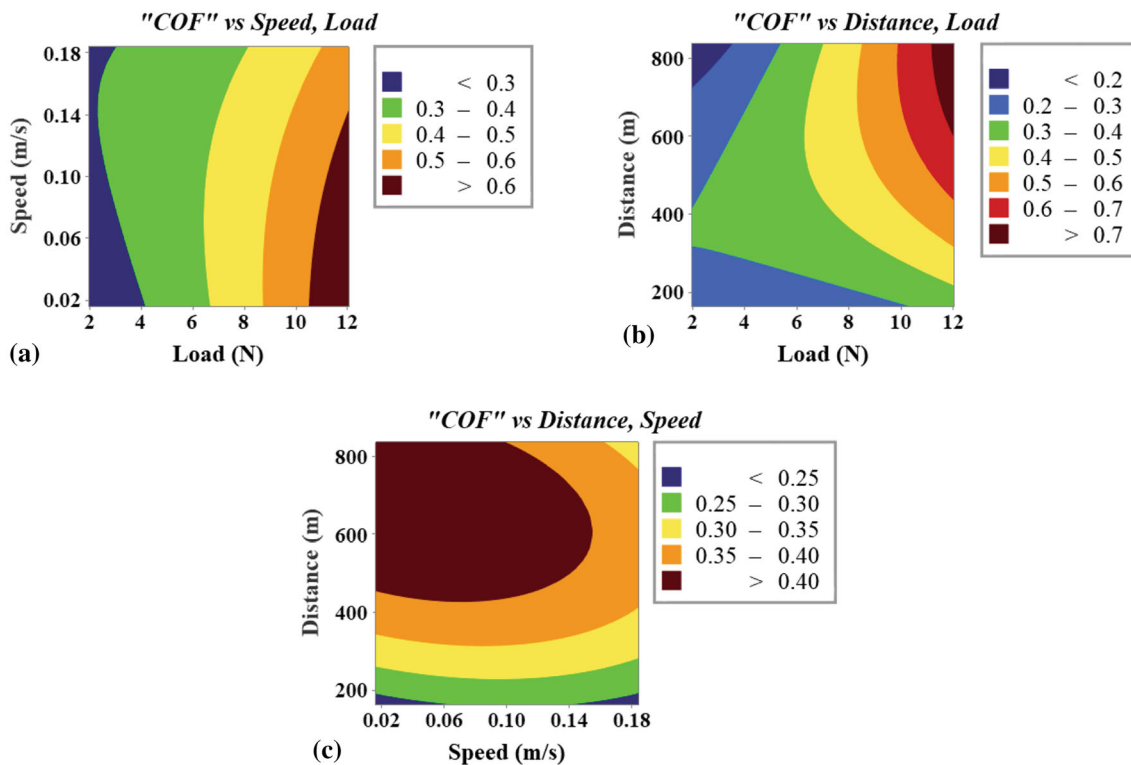 "COF" vs Speed, Load
0.18
0.14
0.10
0.06
0.02
Speed (m/s)
2 4 6 8 10 12
Load (N)
< 0.3
0.3 – 0.4
0.4 – 0.5
0.5 – 0.6
> 0.6
(a)
"COF" vs Distance, Load
800
600
400
200
Distance (m)
2 4 6 8 10 12
Load (N)
< 0.2
0.2 – 0.3
0.3 – 0.4
0.4 – 0.5
0.5 – 0.6
0.6 – 0.7
> 0.7
(b)
"COF" vs Distance, Speed
800
600
400
200
Distance (m)
0.02 0.06 0.10 0.14 0.18
Speed (m/s)
< 0.25
0.25 – 0.30
0.30 – 0.35
0.35 – 0.40
> 0.40
(c)